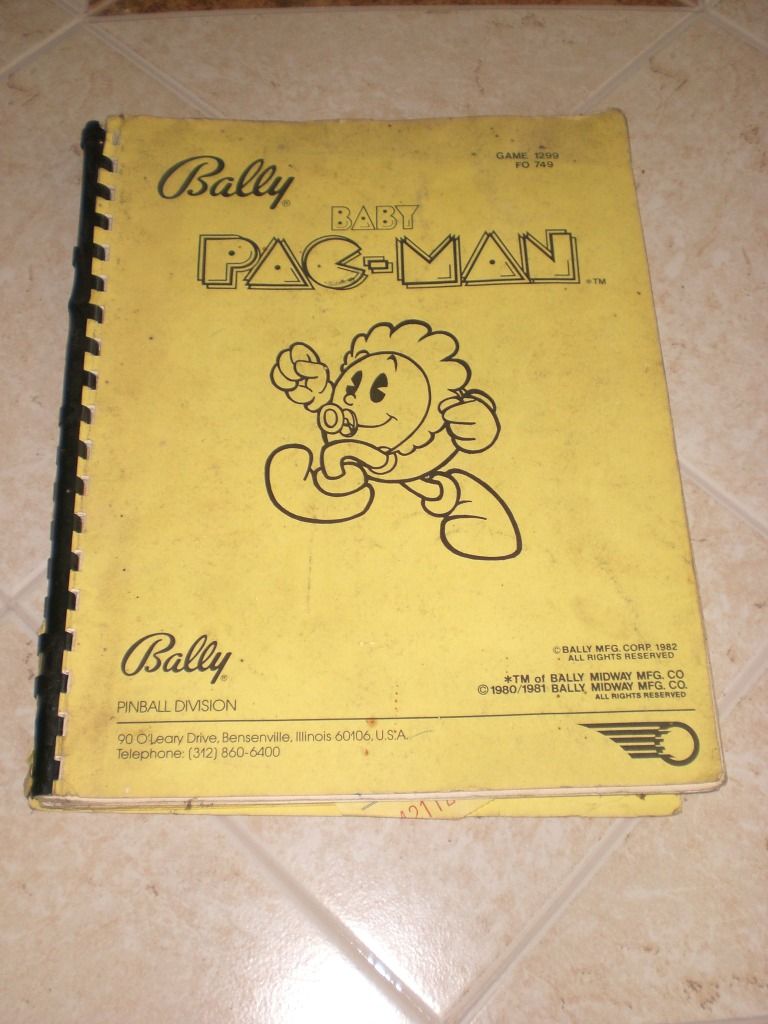 Bally®
GAME 1299
FO 749
BABY
PAC-MAN
*TM
Bally®
PINBALL DIVISION
©BALLY MFG. CORP. 1982
ALL RIGHTS RESERVED
*TM of BALLY MIDWAY MFG. CO
©1980/1981 BALLY MIDWAY MFG. CO.
ALL RIGHTS RESERVED
90 O'Leary Drive, Bensenville, Illinois 60106, U.S.A.
Telephone: (312) 860-6400